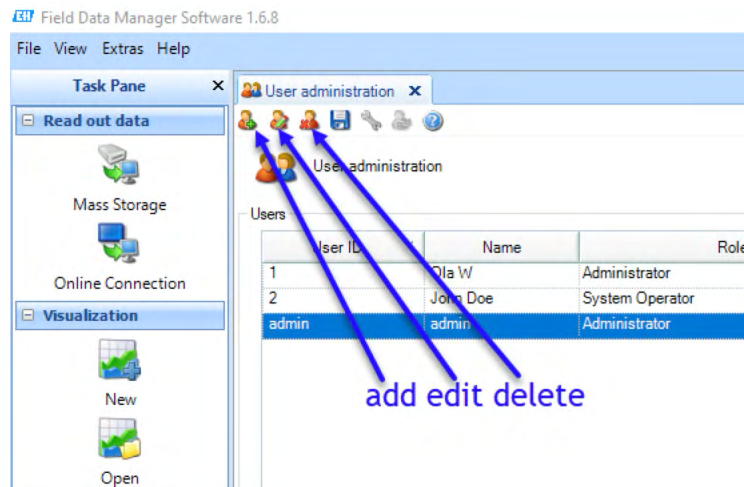 EH Field Data Manager Software 1.6.8
File View Extras Help
Task Pane
Read out data
Mass Storage
Online Connection
Visualization
New
Open
User administration
User administration
Users
User ID Name Role
1 Ola W Administrator
2 John Doe System Operator
admin admin Administrator
add edit delete